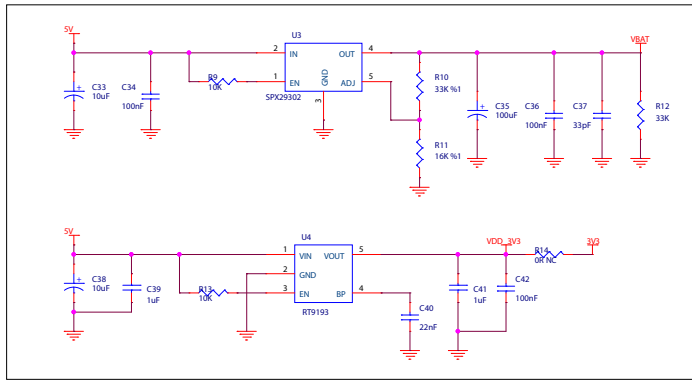 5V
U3
VBAT
2 IN OUT 4
1 EN ADJ 5
GND
3
SPX29302
C33
10uF
C34
100nF
R9
10K
R10
33K %1
R11
16K %1
C35
100uF
C36
100nF
C37
33pF
R12
33K
5V
U4
VDD_3V3
3V3
R14
0R NC
1 VIN VOUT 5
2 GND
3 EN BP 4
RT9193
C38
10uF
C39
1uF
R13
10K
C40
22nF
C41
1uF
C42
100nF